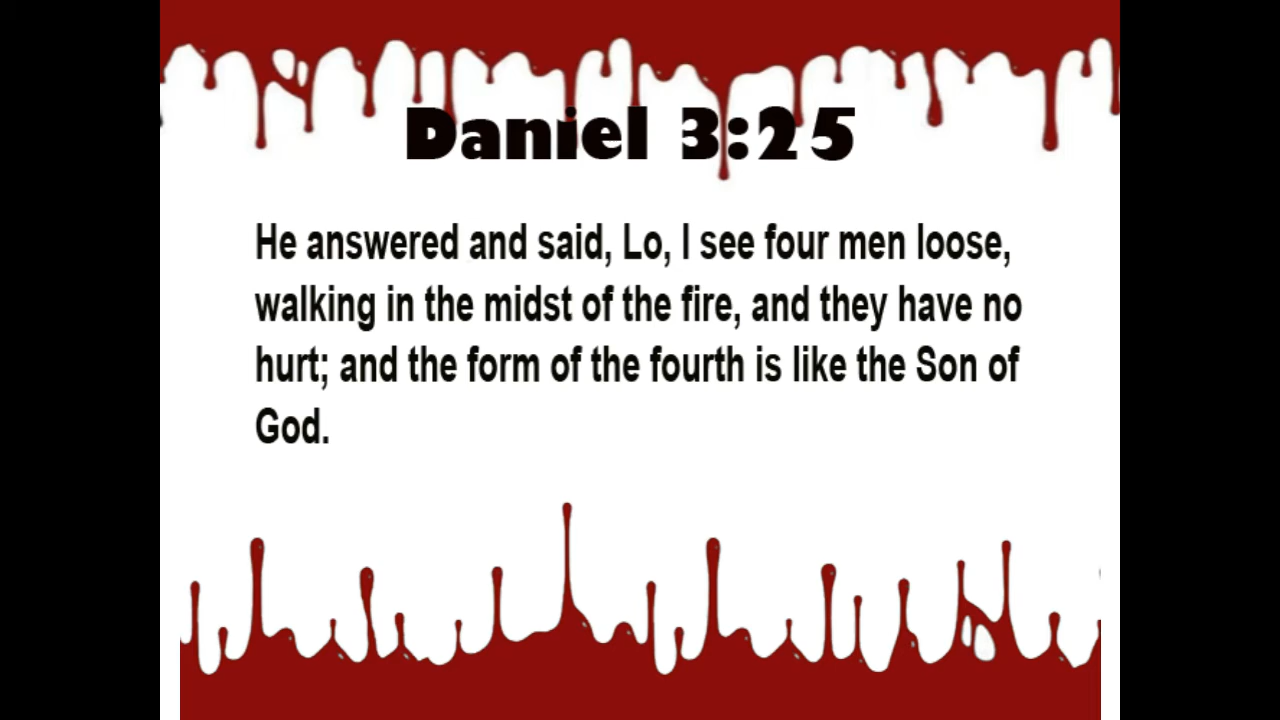 Daniel 3:25
He answered and said, Lo, I see four men loose,
walking in the midst of the fire, and they have no
hurt; and the form of the fourth is like the Son of
God.